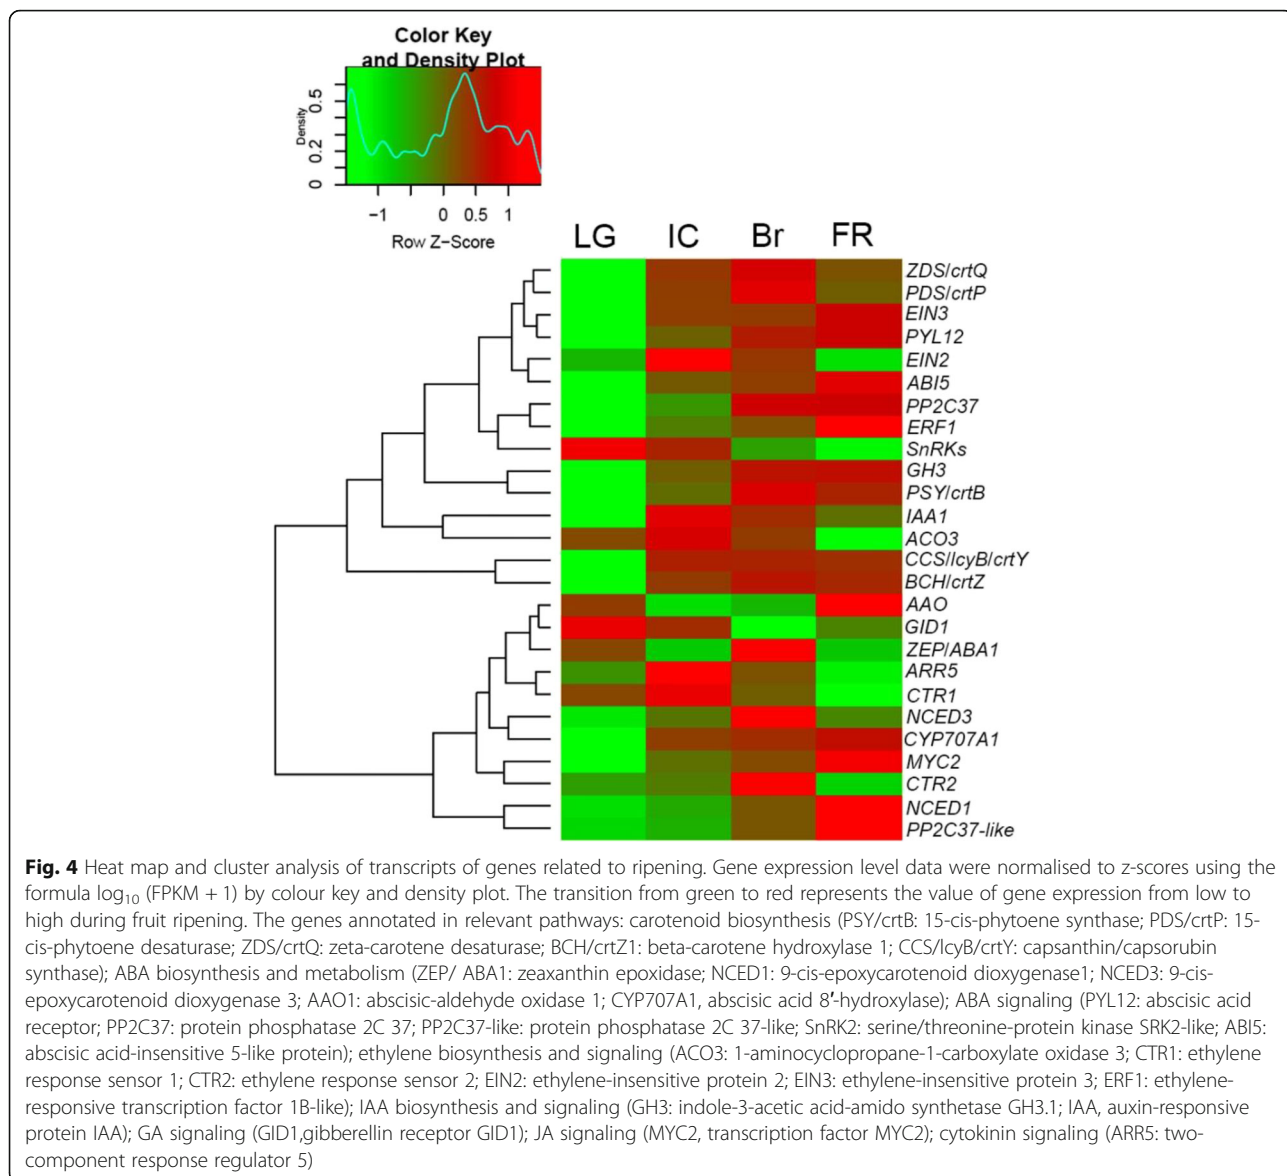 Color Key
and Density Plot
Density
0 0.2 0.5
−1 0 0.5 1
Row Z−Score
LG IC Br FR
ZDS/crtQ
PDS/crtP
EIN3
PYL12
EIN2
ABI5
PP2C37
ERF1
SnRKs
GH3
PSY/crtB
IAA1
ACO3
CCS/lcyB/crtY
BCH/crtZ
AAO
GID1
ZEP/ABA1
ARR5
CTR1
NCED3
CYP707A1
MYC2
CTR2
NCED1
PP2C37-like
Fig. 4 Heat map and cluster analysis of transcripts of genes related to ripening. Gene expression level data were normalised to z-scores using the
formula log10 (FPKM + 1) by colour key and density plot. The transition from green to red represents the value of gene expression from low to
high during fruit ripening. The genes annotated in relevant pathways: carotenoid biosynthesis (PSY/crtB: 15-cis-phytoene synthase; PDS/crtP: 15-
cis-phytoene desaturase; ZDS/crtQ: zeta-carotene desaturase; BCH/crtZ1: beta-carotene hydroxylase 1; CCS/lcyB/crtY: capsanthin/capsorubin
synthase); ABA biosynthesis and metabolism (ZEP/ ABA1: zeaxanthin epoxidase; NCED1: 9-cis-epoxycarotenoid dioxygenase1; NCED3: 9-cis-
epoxycarotenoid dioxygenase 3; AAO1: abscisic-aldehyde oxidase 1; CYP707A1, abscisic acid 8′-hydroxylase); ABA signaling (PYL12: abscisic acid
receptor; PP2C37: protein phosphatase 2C 37; PP2C37-like: protein phosphatase 2C 37-like; SnRK2: serine/threonine-protein kinase SRK2-like; ABI5:
abscisic acid-insensitive 5-like protein); ethylene biosynthesis and signaling (ACO3: 1-aminocyclopropane-1-carboxylate oxidase 3; CTR1: ethylene
response sensor 1; CTR2: ethylene response sensor 2; EIN2: ethylene-insensitive protein 2; EIN3: ethylene-insensitive protein 3; ERF1: ethylene-
responsive transcription factor 1B-like); IAA biosynthesis and signaling (GH3: indole-3-acetic acid-amido synthetase GH3.1; IAA, auxin-responsive
protein IAA); GA signaling (GID1,gibberellin receptor GID1); JA signaling (MYC2, transcription factor MYC2); cytokinin signaling (ARR5: two-
component response regulator 5)